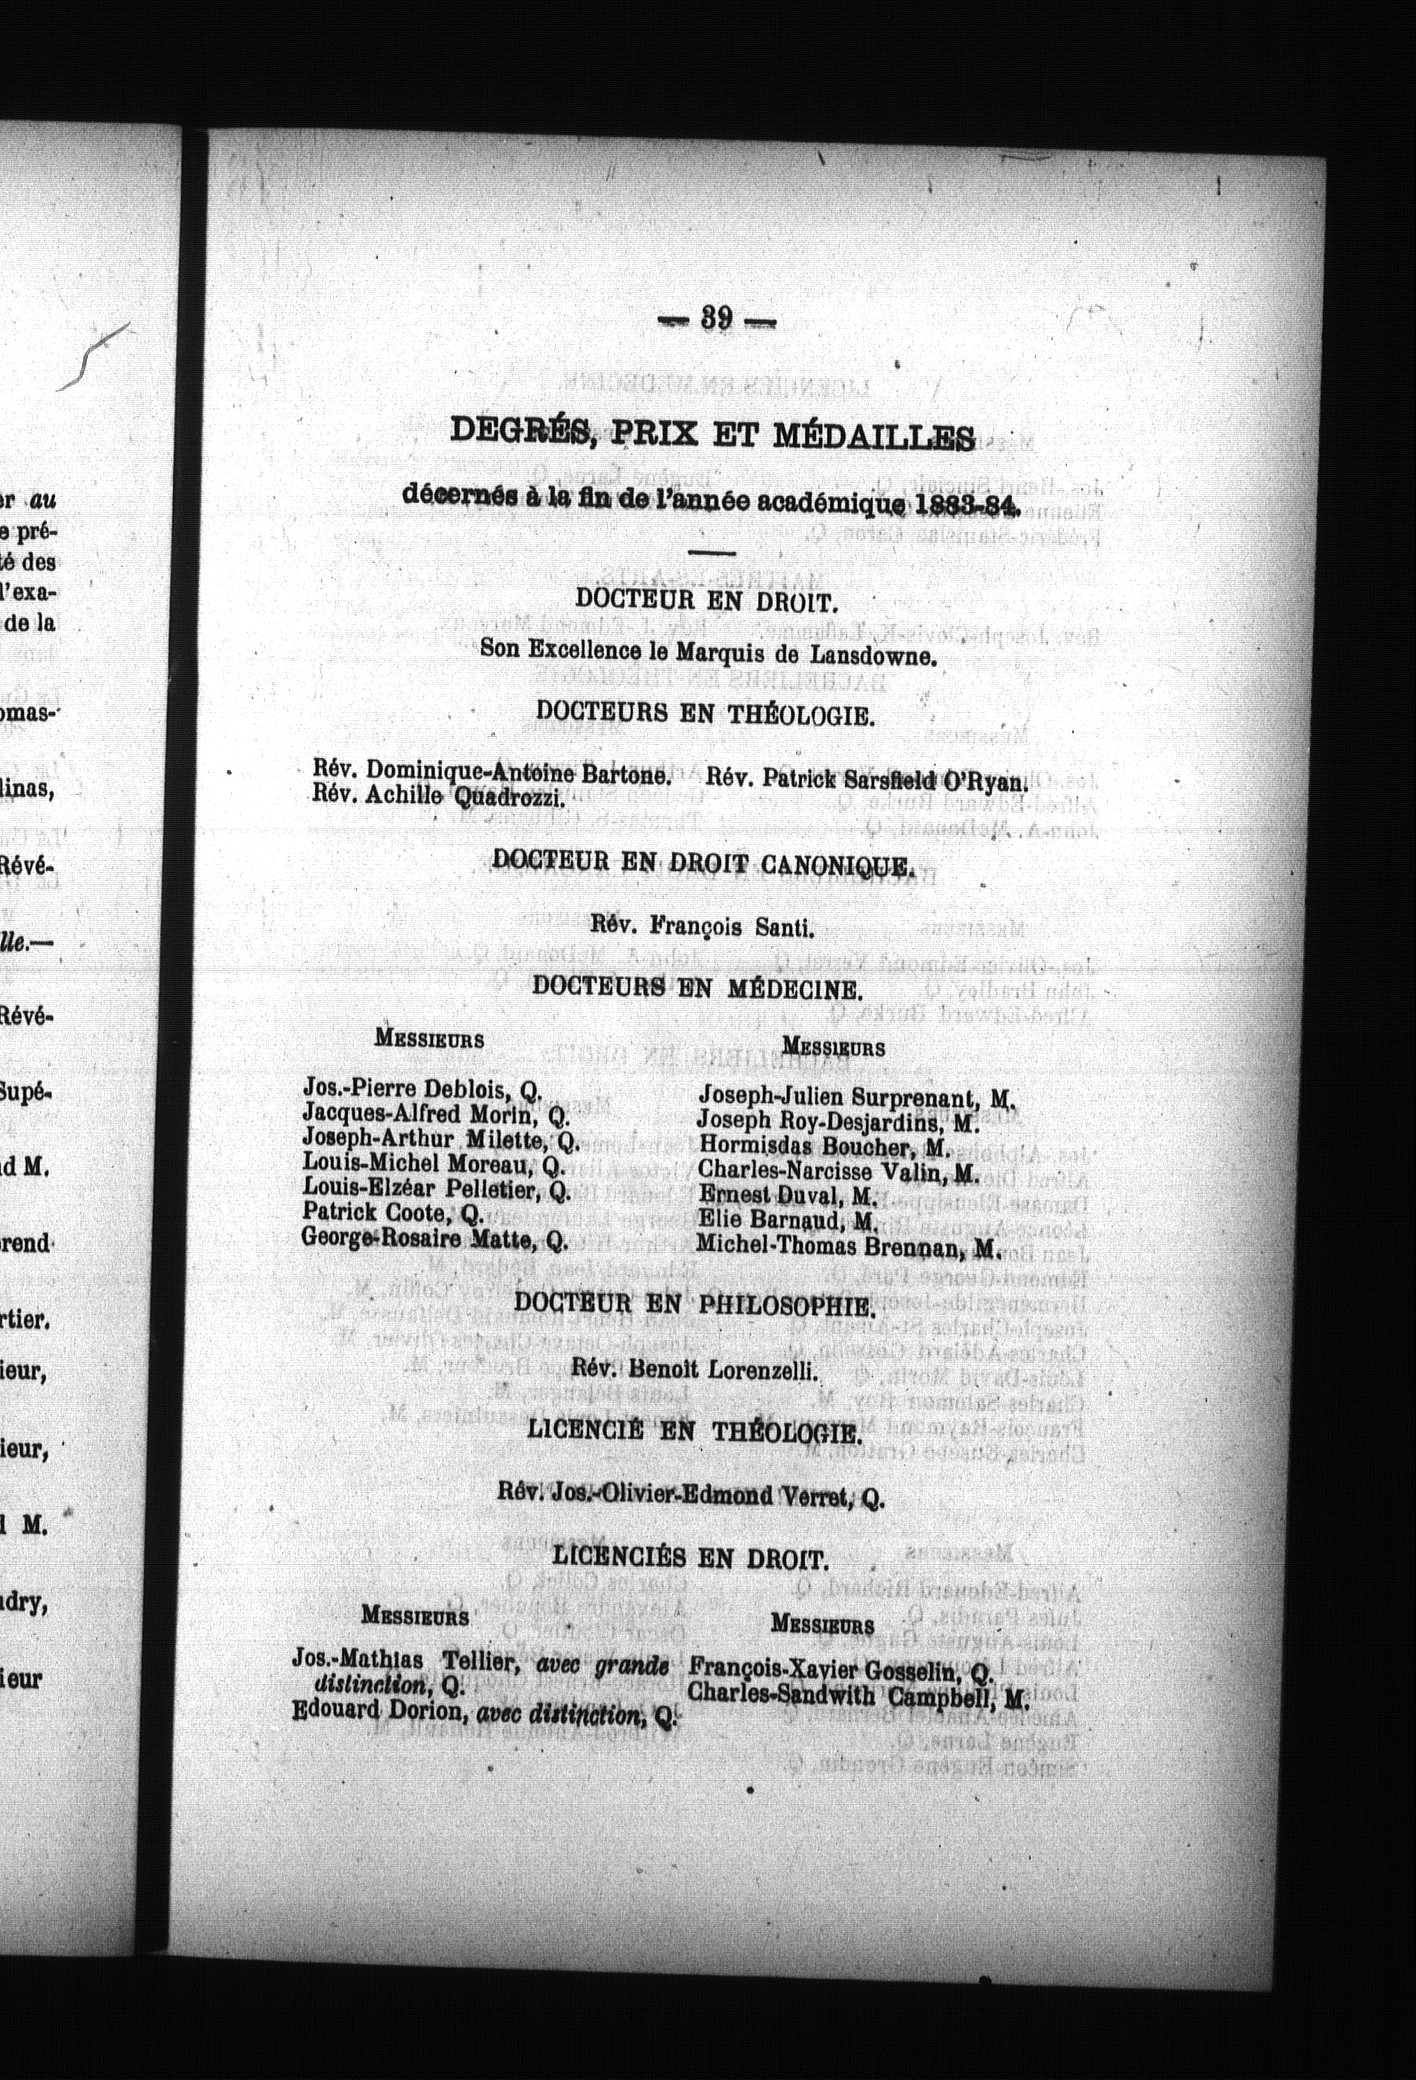 — 39 —
DEGRÉS, PRIX ET MÉDAILLES
décernés à la fin de l'année académique 1883-84.
DOCTEUR EN DROIT.
Son Excellence le Marquis de Lansdowne.
DOCTEURS EN THÉOLOGIE.
Rév. Dominique-Antoine Bartone.
Rév. Achille Quadrozzi.
Rév. Patrick Sarsfield O'Ryan.
DOCTEUR EN DROIT CANONIQUE.
Rév. François Santi.
DOCTEURS EN MÉDECINE.
MESSIEURS
Jos.-Pierre Deblois, Q.
Jacques-Alfred Morin, Q.
Joseph-Arthur Milette, Q.
Louis-Michel Moreau, Q.
Louis-Elzéar Pelletier, Q.
Patrick Coote, Q.
George-Rosaire Matte, Q.
MESSIEURS
Joseph-Julien Surprenant, M.
Joseph Roy-Desjardins, M.
Hormisdas Boucher, M.
Charles-Narcisse Valin, M.
Ernest Duval, M.
Elie Barnaud, M.
Michel-Thomas Brennan, M.
DOCTEUR EN PHILOSOPHIE.
Rév. Benoit Lorenzelli.
LICENCIÉ EN THÉOLOGIE.
Rév. Jos.-Olivier-Edmond Verret, Q.
LICENCIÉS EN DROIT.
MESSIEURS
Jos.-Mathias Tellier, avec grande
distinction, Q.
Edouard Dorion, avec distinction, Q.
MESSIEURS
François-Xavier Gosselin, Q.
Charles-Sandwith Campbell, M.